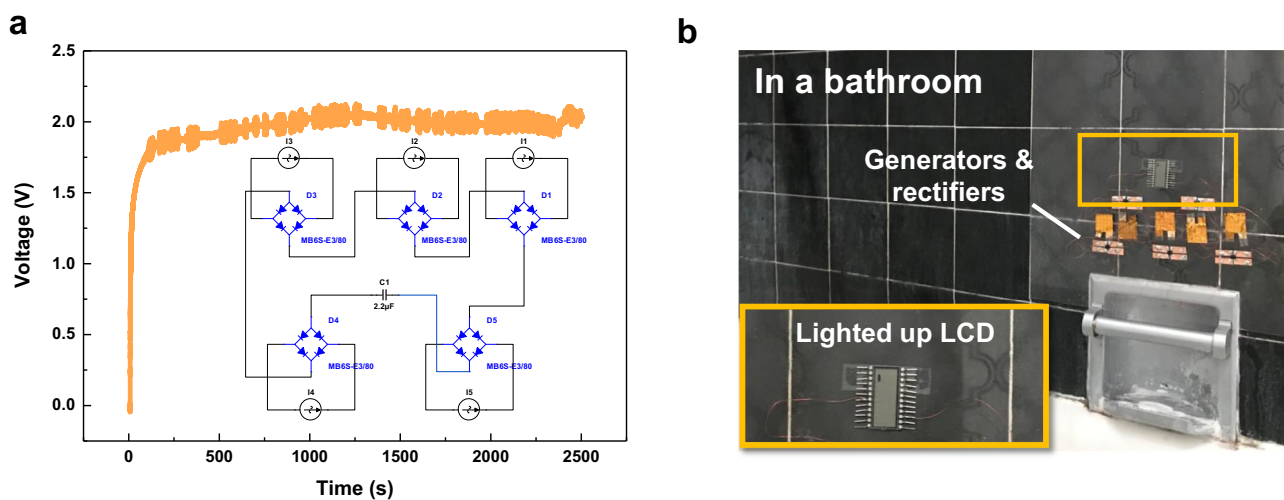 a
2.5
2.0
1.5
1.0
0.5
0.0
Voltage (V)
0
500
1000
1500
2000
2500
Time (s)
I3
I2
I1
D3
D2
D1
MB6S-E3/80
MB6S-E3/80
MB6S-E3/80
C1
2.2µF
D4
D5
MB6S-E3/80
MB6S-E3/80
I4
I5
b
In a bathroom
Generators &
rectifiers
Lighted up LCD